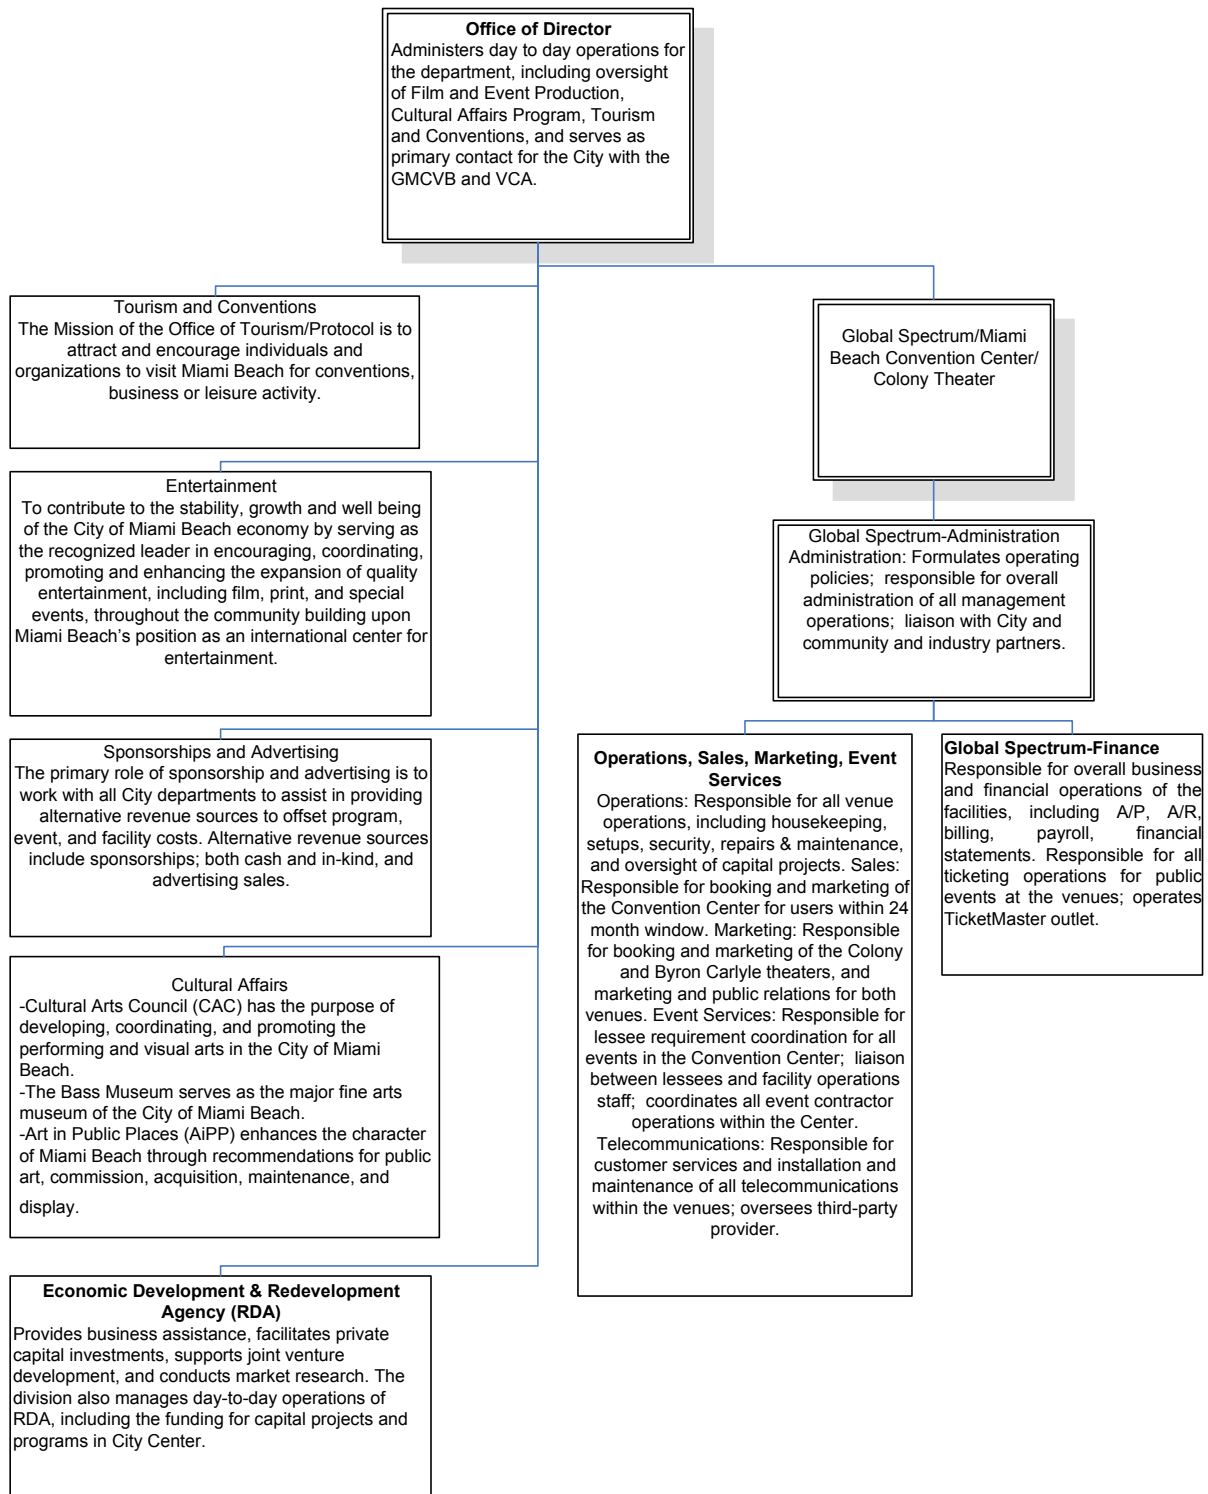 Office of Director
Administers day to day operations for
the department, including oversight
of Film and Event Production,
Cultural Affairs Program, Tourism
and Conventions, and serves as
primary contact for the City with the
GMCVB and VCA.
Tourism and Conventions
The Mission of the Office of Tourism/Protocol is to
attract and encourage individuals and
organizations to visit Miami Beach for conventions,
business or leisure activity.
Global Spectrum/Miami
Beach Convention Center/
Colony Theater
Entertainment
To contribute to the stability, growth and well being
of the City of Miami Beach economy by serving as
the recognized leader in encouraging, coordinating,
promoting and enhancing the expansion of quality
entertainment, including film, print, and special
events, throughout the community building upon
Miami Beach’s position as an international center for
entertainment.
Global Spectrum-Administration
Administration: Formulates operating
policies;  responsible for overall
administration of all management
operations;  liaison with City and
community and industry partners.
Sponsorships and Advertising
The primary role of sponsorship and advertising is to
work with all City departments to assist in providing
alternative revenue sources to offset program,
event, and facility costs. Alternative revenue sources
include sponsorships; both cash and in-kind, and
advertising sales.
Operations, Sales, Marketing, Event
Services
Operations: Responsible for all venue
operations, including housekeeping,
setups, security, repairs & maintenance,
and oversight of capital projects. Sales:
Responsible for booking and marketing of
the Convention Center for users within 24
month window. Marketing: Responsible
for booking and marketing of the Colony
and Byron Carlyle theaters, and
marketing and public relations for both
venues. Event Services: Responsible for
lessee requirement coordination for all
events in the Convention Center;  liaison
between lessees and facility operations
staff;  coordinates all event contractor
operations within the Center.
Telecommunications: Responsible for
customer services and installation and
maintenance of all telecommunications
within the venues; oversees third-party
provider.
Global Spectrum-Finance
Responsible for overall business
and financial operations of the
facilities, including A/P, A/R,
billing, payroll, financial
statements. Responsible for all
ticketing operations for public
events at the venues; operates
TicketMaster outlet.
Cultural Affairs
-Cultural Arts Council (CAC) has the purpose of
developing, coordinating, and promoting the
performing and visual arts in the City of Miami
Beach.
-The Bass Museum serves as the major fine arts
museum of the City of Miami Beach.
-Art in Public Places (AiPP) enhances the character
of Miami Beach through recommendations for public
art, commission, acquisition, maintenance, and
display.
Economic Development & Redevelopment
Agency (RDA)
Provides business assistance, facilitates private
capital investments, supports joint venture
development, and conducts market research. The
division also manages day-to-day operations of
RDA, including the funding for capital projects and
programs in City Center.